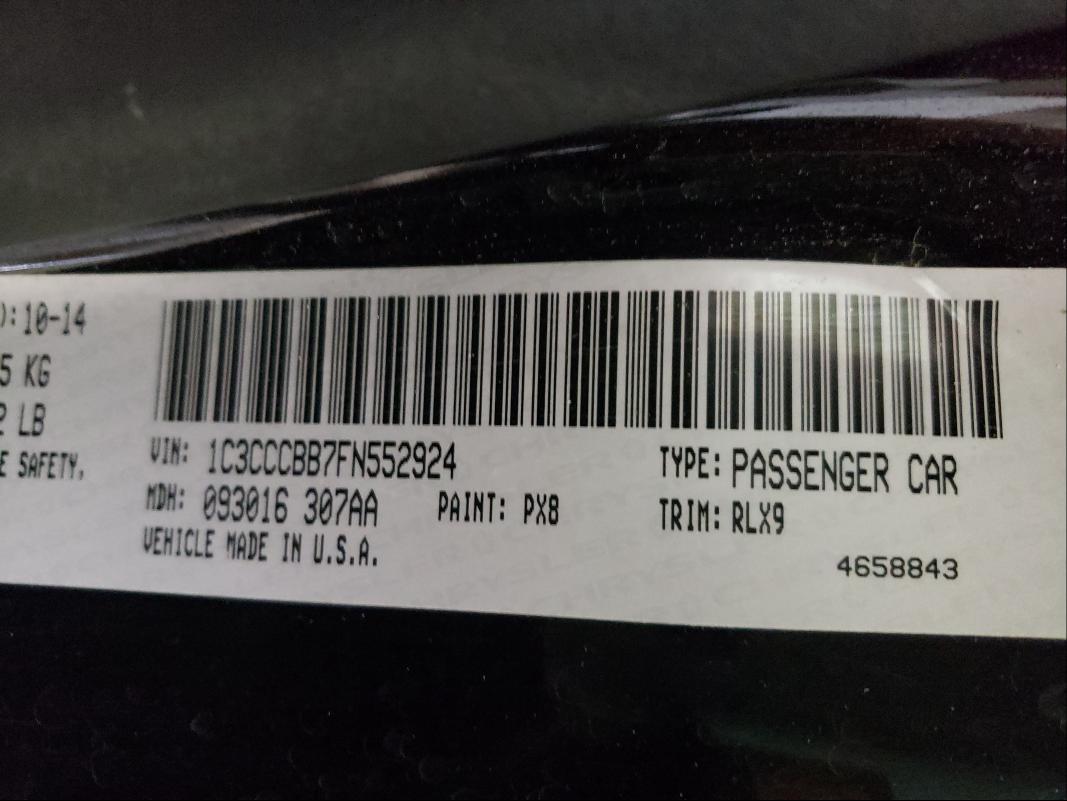 ): 10-14
5 KG
2 LB
E SAFETY,
VIN: 1C3CCCBB7FN552924
TYPE: PASSENGER CAR
MDH: 093016 307AA
PAINT: PX8
TRIM: RLX9
VEHICLE MADE IN U.S.A.
4658843